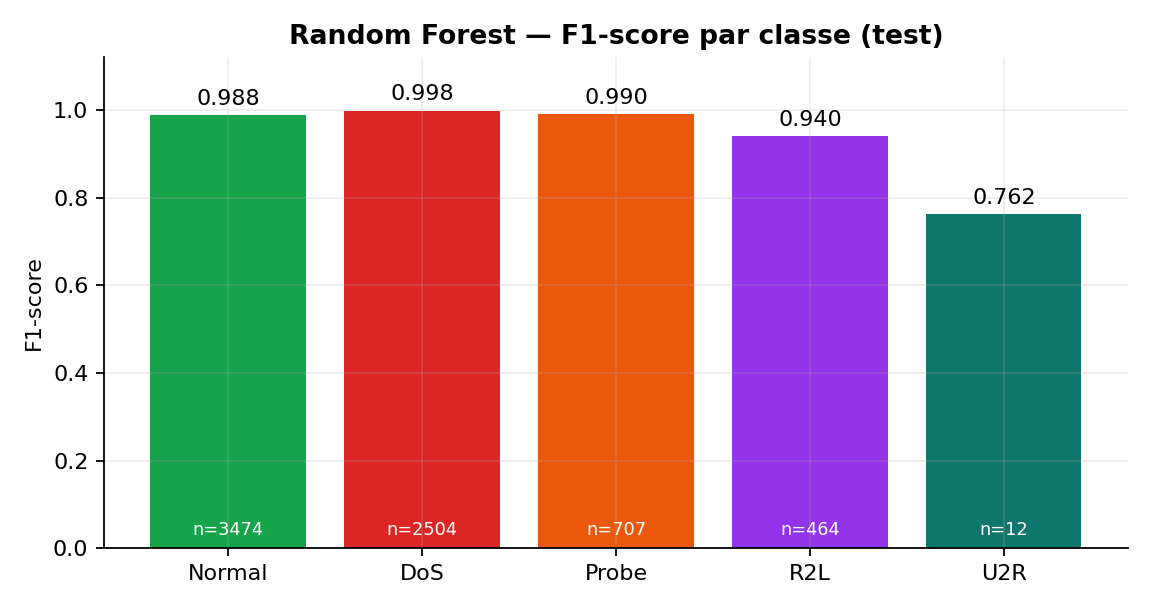 Random Forest — F1-score par classe (test)
F1-score
1.0
0.8
0.6
0.4
0.2
0.0
0.988
0.998
0.990
0.940
0.762
n=3474
n=2504
n=707
n=464
n=12
Normal
DoS
Probe
R2L
U2R